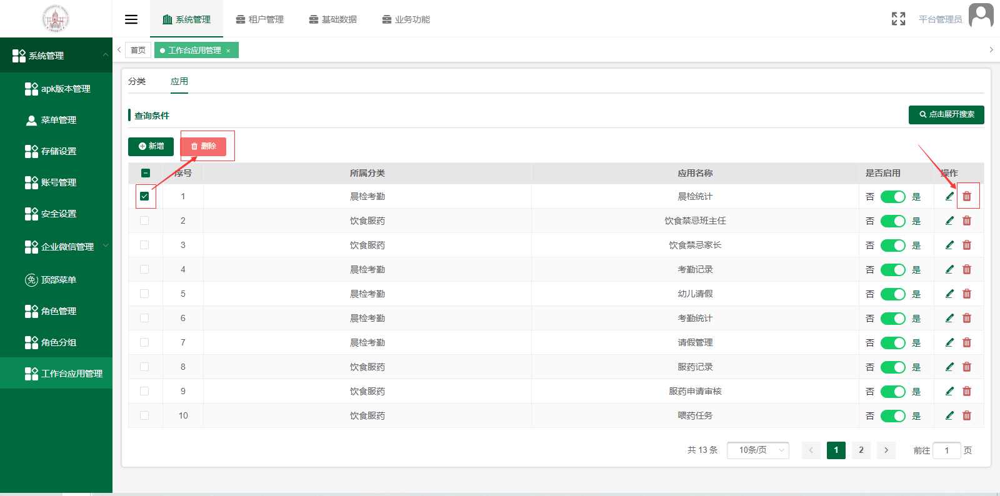 系统管理
租户管理
基础数据
业务功能
平台管理员
首页
工作台应用管理 ×
系统管理
apk版本管理
菜单管理
存储设置
账号管理
安全设置
企业微信管理
免 顶部菜单
角色管理
角色分组
工作台应用管理
分类 应用
查询条件
点击展开搜索
新增 删除
序号 所属分类 应用名称 是否启用 操作
1 晨检考勤 晨检统计 否 是
2 饮食服药 饮食禁忌班主任 否 是
3 饮食服药 饮食禁忌家长 否 是
4 晨检考勤 考勤记录 否 是
5 晨检考勤 幼儿请假 否 是
6 晨检考勤 考勤统计 否 是
7 晨检考勤 请假管理 否 是
8 饮食服药 服药记录 否 是
9 饮食服药 服药申请审核 否 是
10 饮食服药 喂药任务 否 是
共 13 条 10条/页 1 2 前往 1 页